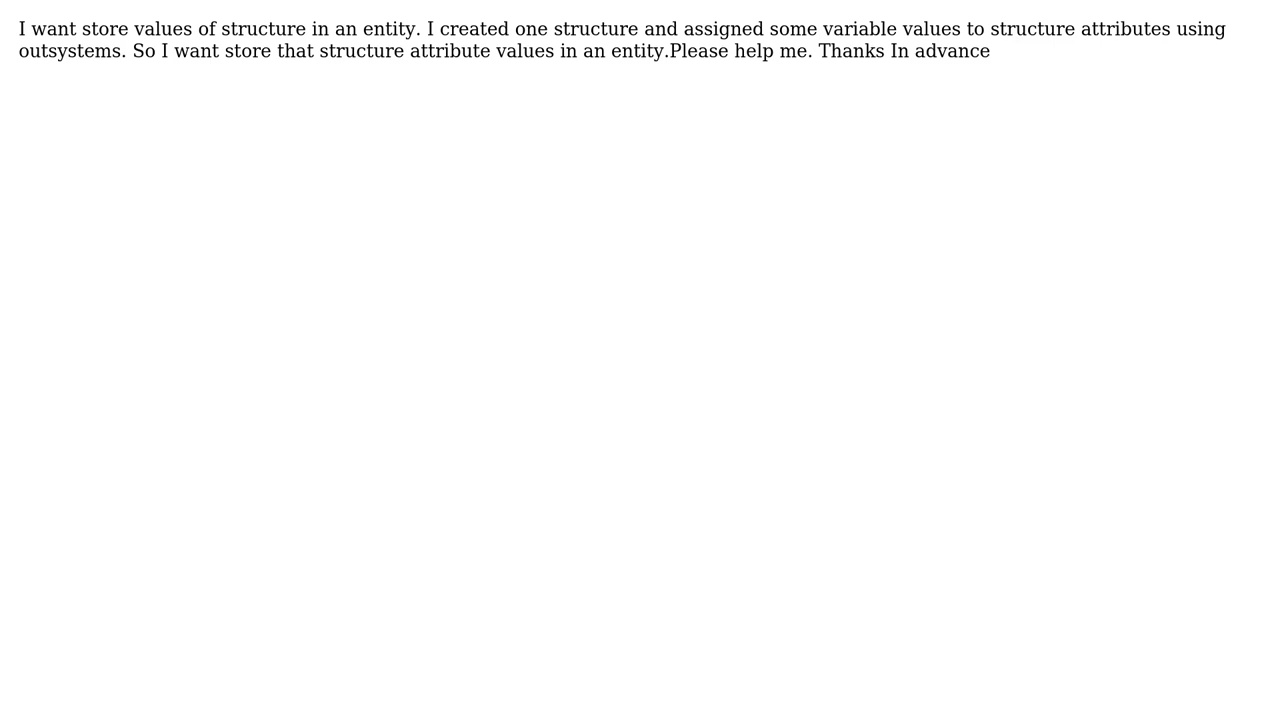 I want store values of structure in an entity. I created one structure and assigned some variable values to structure attributes using
outsystems. So I want store that structure attribute values in an entity.Please help me. Thanks In advance